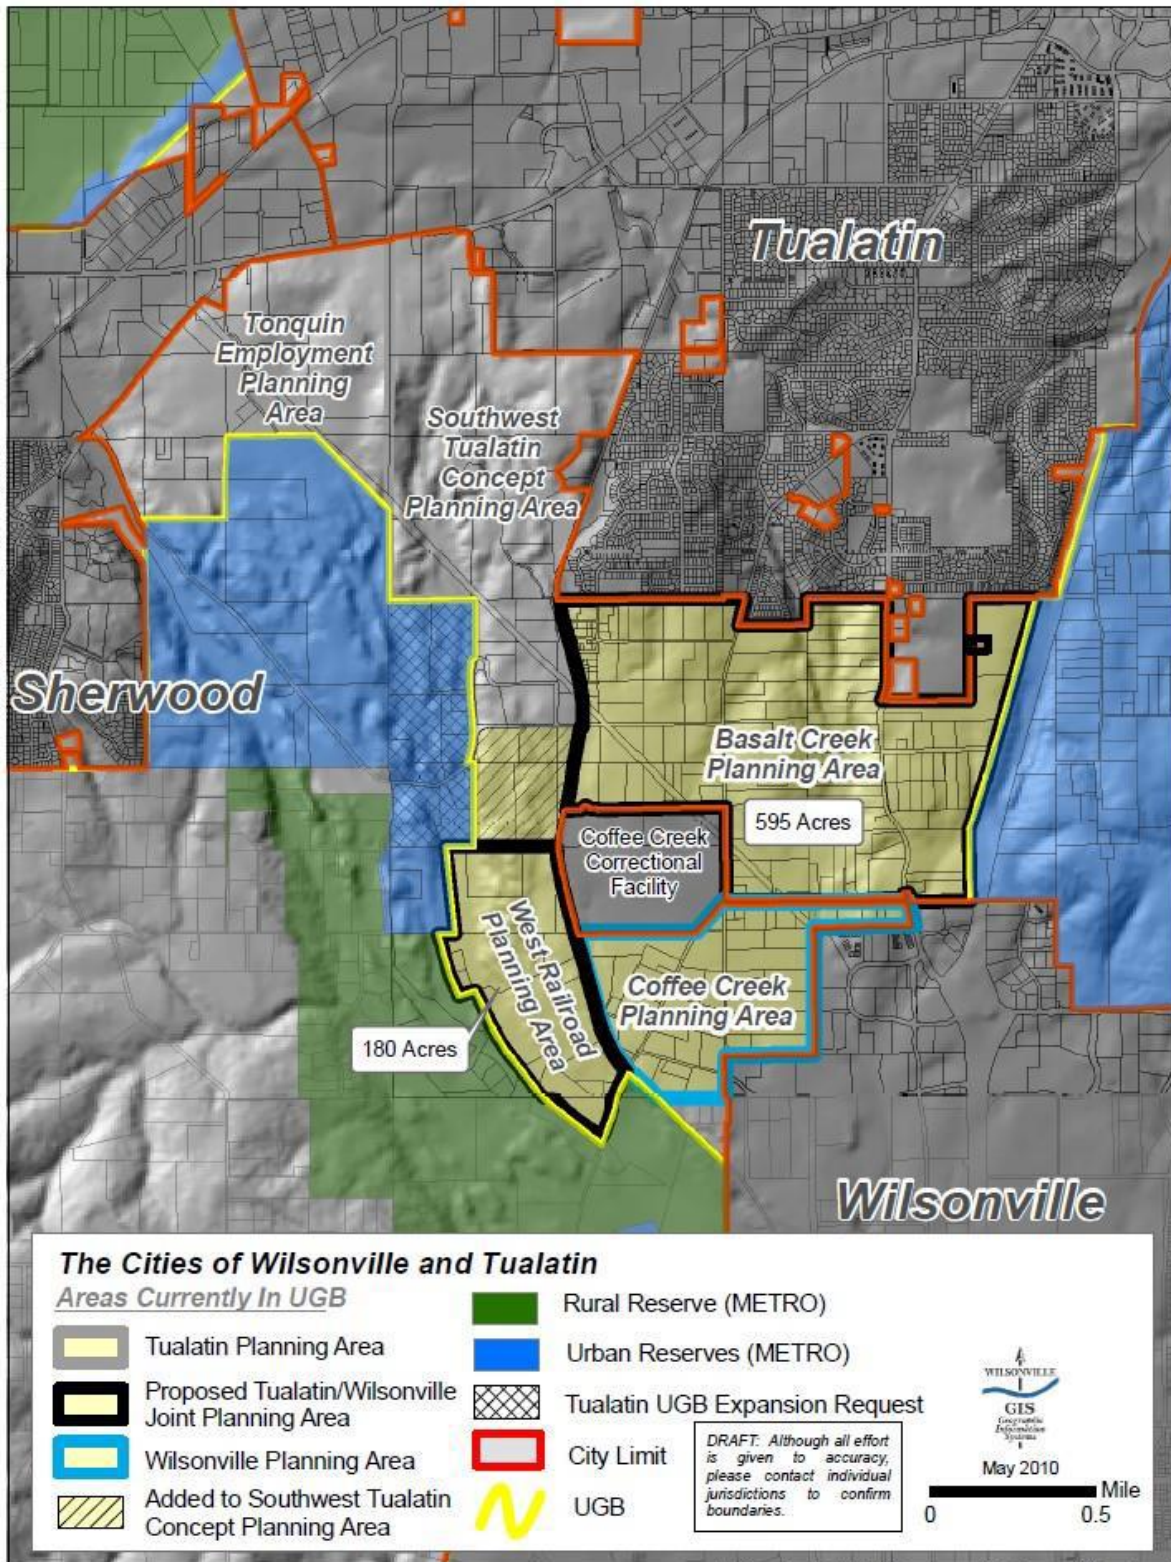 Tualatin
Tonquin
Employment
Planning
Area
Southwest
Tualatin
Concept
Planning Area
Sherwood
Basalt Creek
Planning Area
595 Acres
Coffee Creek
Correctional
Facility
West Railroad
Planning Area
Coffee Creek
Planning Area
180 Acres
Wilsonville
The Cities of Wilsonville and Tualatin
Areas Currently In UGB
Tualatin Planning Area
Proposed Tualatin/Wilsonville
Joint Planning Area
Wilsonville Planning Area
Added to Southwest Tualatin
Concept Planning Area
Rural Reserve (METRO)
Urban Reserves (METRO)
Tualatin UGB Expansion Request
City Limit
UGB
DRAFT: Although all effort
is given to accuracy,
please contact individual
jurisdictions to confirm
boundaries.
WILSONVILLE
GIS
Geographic
Information
Systems
May 2010
Mile
0 0.5